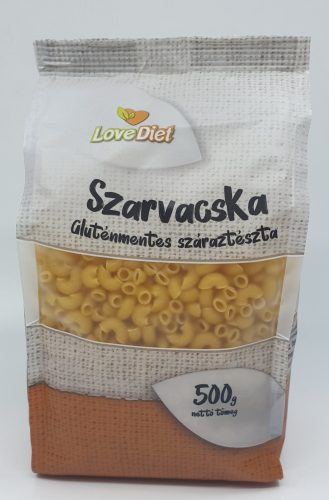 LoveDiet
Szarvacska
Gluténmentes száraztészta
500g
nettó tömeg